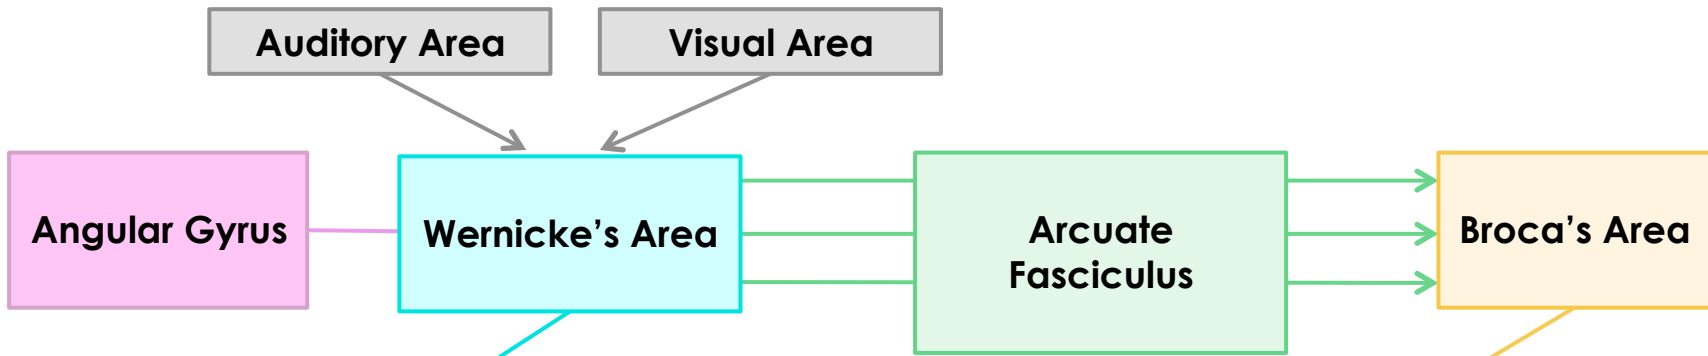 Auditory Area
Visual Area
Angular Gyrus
Wernicke's Area
Arcuate
Fasciculus
Broca's Area